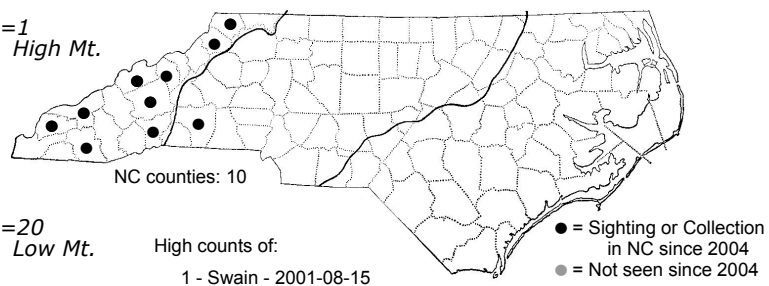 =1
High Mt.
NC counties: 10
=20
Low Mt.
High counts of:
1 - Swain - 2001-08-15
= Sighting or Collection
in NC since 2004
= Not seen since 2004